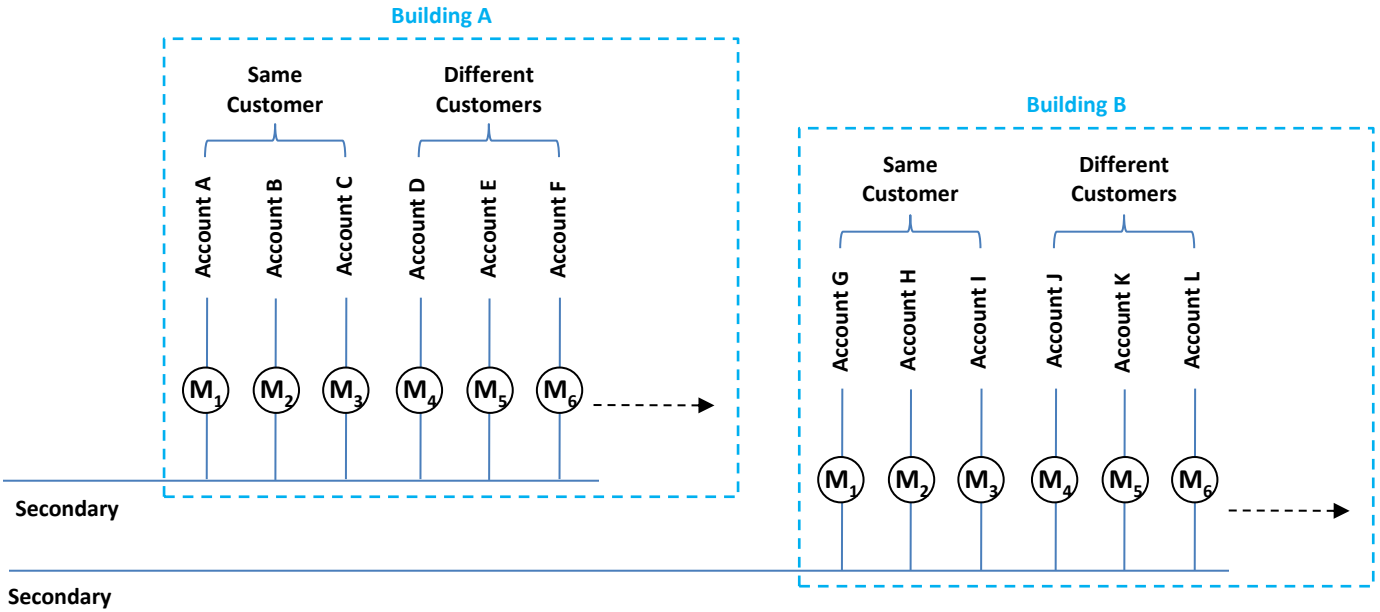 Building A
Same
Customer
Different
Customers
Account A
Account B
Account C
Account D
Account E
Account F
M1
M2
M3
M4
M5
M6
Secondary
Building B
Same
Customer
Different
Customers
Account G
Account H
Account I
Account J
Account K
Account L
M1
M2
M3
M4
M5
M6
Secondary